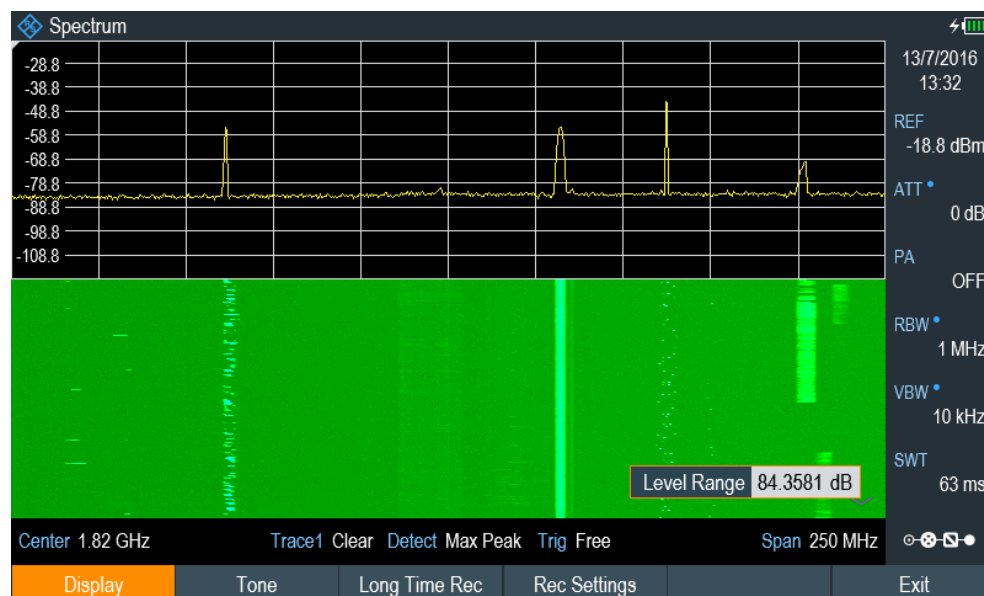 Spectrum
13/7/2016
13:32
-28.8
-38.8
-48.8
-58.8
-68.8
-78.8
-88.8
-98.8
-108.8
REF
-18.8 dBm
ATT
0 dB
PA
OFF
RBW
1 MHz
VBW
10 kHz
SWT
63 ms
Level Range 84.3581 dB
Center 1.82 GHz Trace1 Clear Detect Max Peak Trig Free Span 250 MHz
Display Tone Long Time Rec Rec Settings Exit